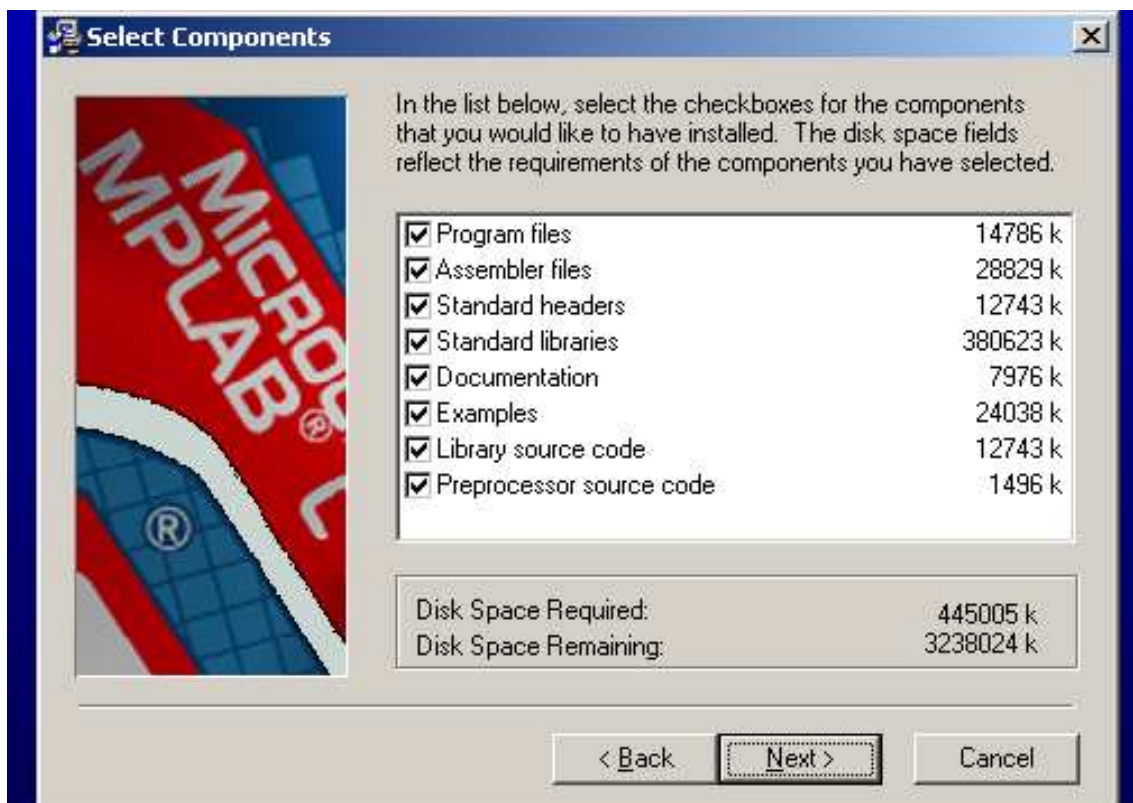 Select Components
In the list below, select the checkboxes for the components
that you would like to have installed. The disk space fields
reflect the requirements of the components you have selected.
MICRO
MPLAB®
C
®
Program files 14786 k
Assembler files 28829 k
Standard headers 12743 k
Standard libraries 380623 k
Documentation 7976 k
Examples 24038 k
Library source code 12743 k
Preprocessor source code 1496 k
Disk Space Required: 445005 k
Disk Space Remaining: 3238024 k
< Back Next > Cancel